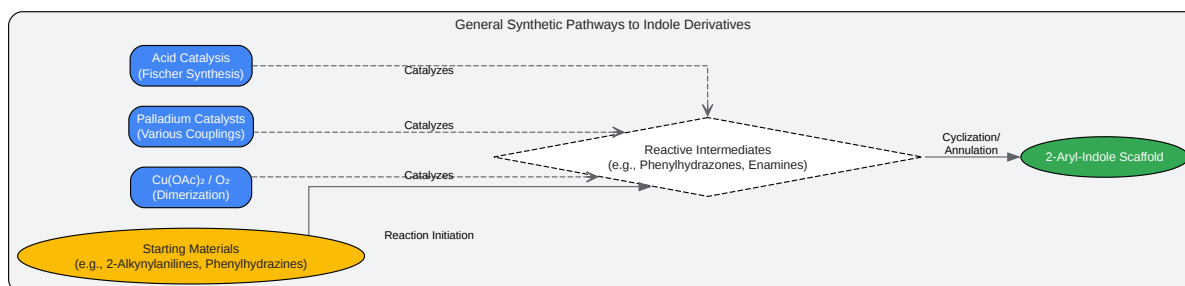 General Synthetic Pathways to Indole Derivatives
Acid Catalysis
(Fischer Synthesis)
Catalyzes
Palladium Catalysts
(Various Couplings)
Catalyzes
Cu(OAc)₂ / O₂
(Dimerization)
Catalyzes
Reactive Intermediates
(e.g., Phenylhydrazones, Enamines)
Cyclization/
Annulation
2-Aryl-Indole Scaffold
Starting Materials
(e.g., 2-Alkynylanilines, Phenylhydrazines)
Reaction Initiation